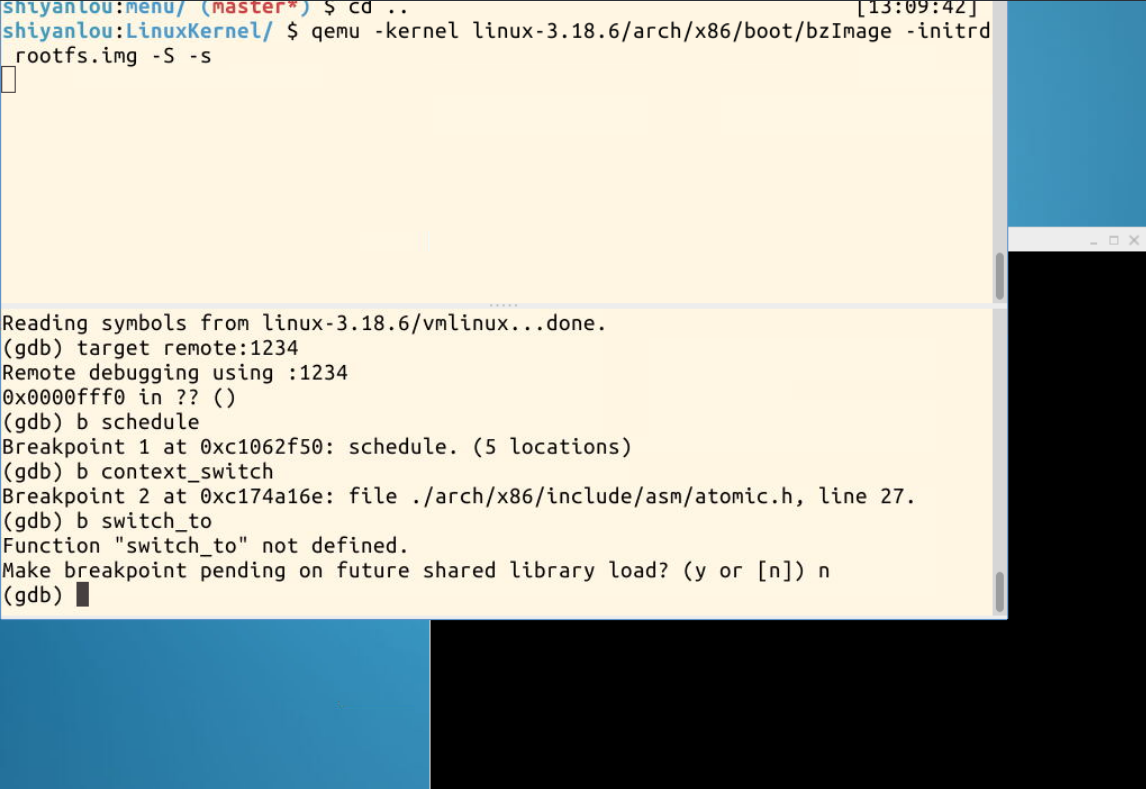 shiyanlou:menu/ (master*) $ cd .. [13:09:42]
shiyanlou:LinuxKernel/ $ qemu -kernel linux-3.18.6/arch/x86/boot/bzImage -initrd
rootfs.img -S -s
Reading symbols from linux-3.18.6/vmlinux...done.
(gdb) target remote:1234
Remote debugging using :1234
0x0000fff0 in ?? ()
(gdb) b schedule
Breakpoint 1 at 0xc1062f50: schedule. (5 locations)
(gdb) b context_switch
Breakpoint 2 at 0xc174a16e: file ./arch/x86/include/asm/atomic.h, line 27.
(gdb) b switch_to
Function "switch_to" not defined.
Make breakpoint pending on future shared library load? (y or [n]) n
(gdb)